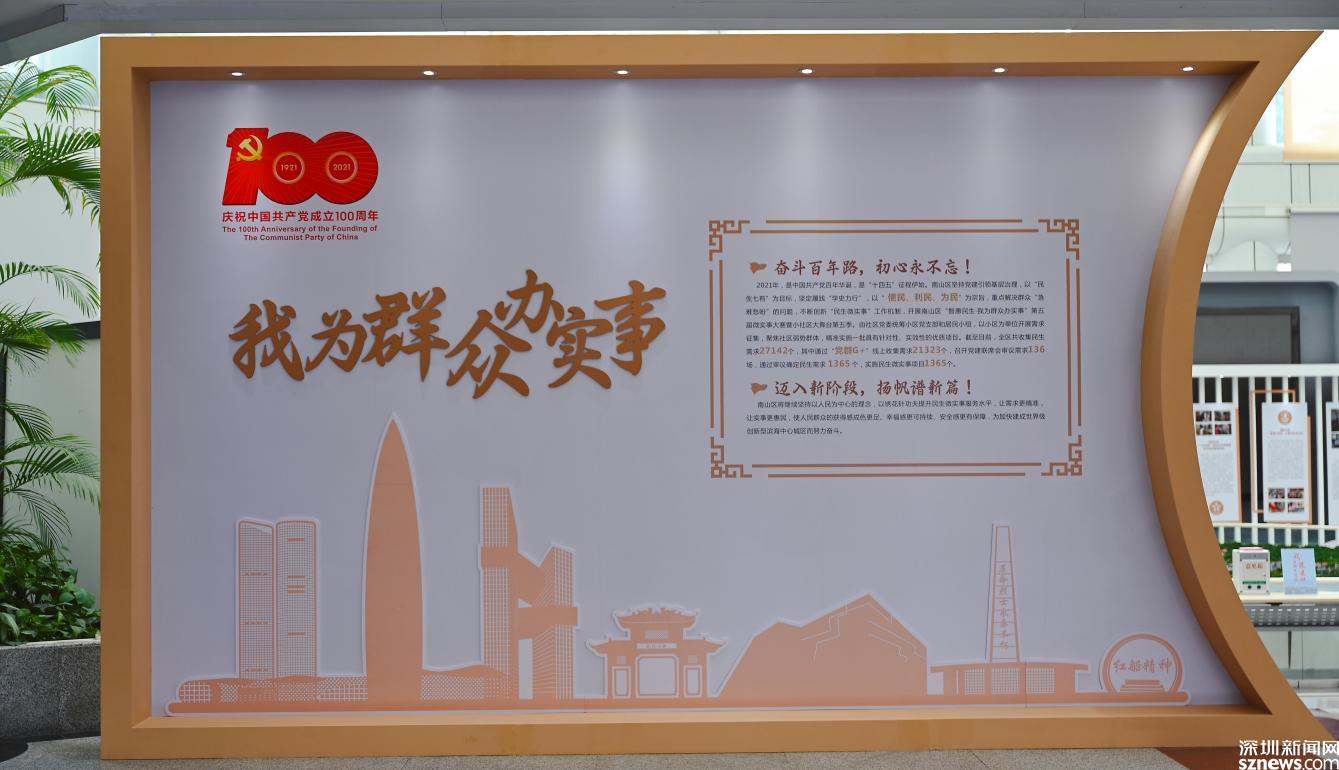 1921
2021
庆祝中国共产党成立100周年
The 100th Anniversary of the Founding of
The Communist Party of China
我为群众办实事
奋斗百年路，初心永不忘！
2021年，是中国共产党百年华诞，是“十四五”征程伊始。南山区坚持党建引领基层治理，以“民
生七有”为目标，坚定履践“学史力行”，以“便民、利民、为民”为宗旨，重点解决群众“急
难愁盼”的问题，不断创新“民生微实事”工作机制，开展南山区“智惠民生·我为群众办实事”第五
届微实事大赛暨小社区大舞台第五季。由社区党委统筹小区党支部和居民小组，以小区为单位开展需求
征集，聚焦社区弱势群体，精准实施一批具有针对性、实效性的优质项目。截至目前，全区共收集民生
需求27142个，其中通过“党群G+”线上收集需求21323个，召开党建联席会审议需求136
场，通过审议确定民生需求1365个，实施民生微实事项目1365个。
迈入新阶段，扬帆谱新篇！
南山区将继续坚持以人民为中心的理念，以绣花针功夫提升民生微实事服务水平，让需求更精准，
让实事更惠民，使人民群众的获得感成色更足、幸福感更可持续、安全感更有保障，为加快建成世界级
创新型滨海中心城区而努力奋斗。
革命烈士永垂不朽
红船精神
意见箱
深圳新闻网
sznews.com